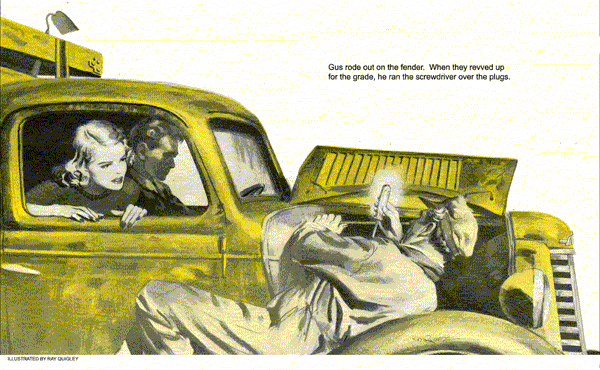 Gus rode out on the fender. When they revved up
for the grade, he ran the screwdriver over the plugs.
ILLUSTRATED BY RAY QUIGLEY